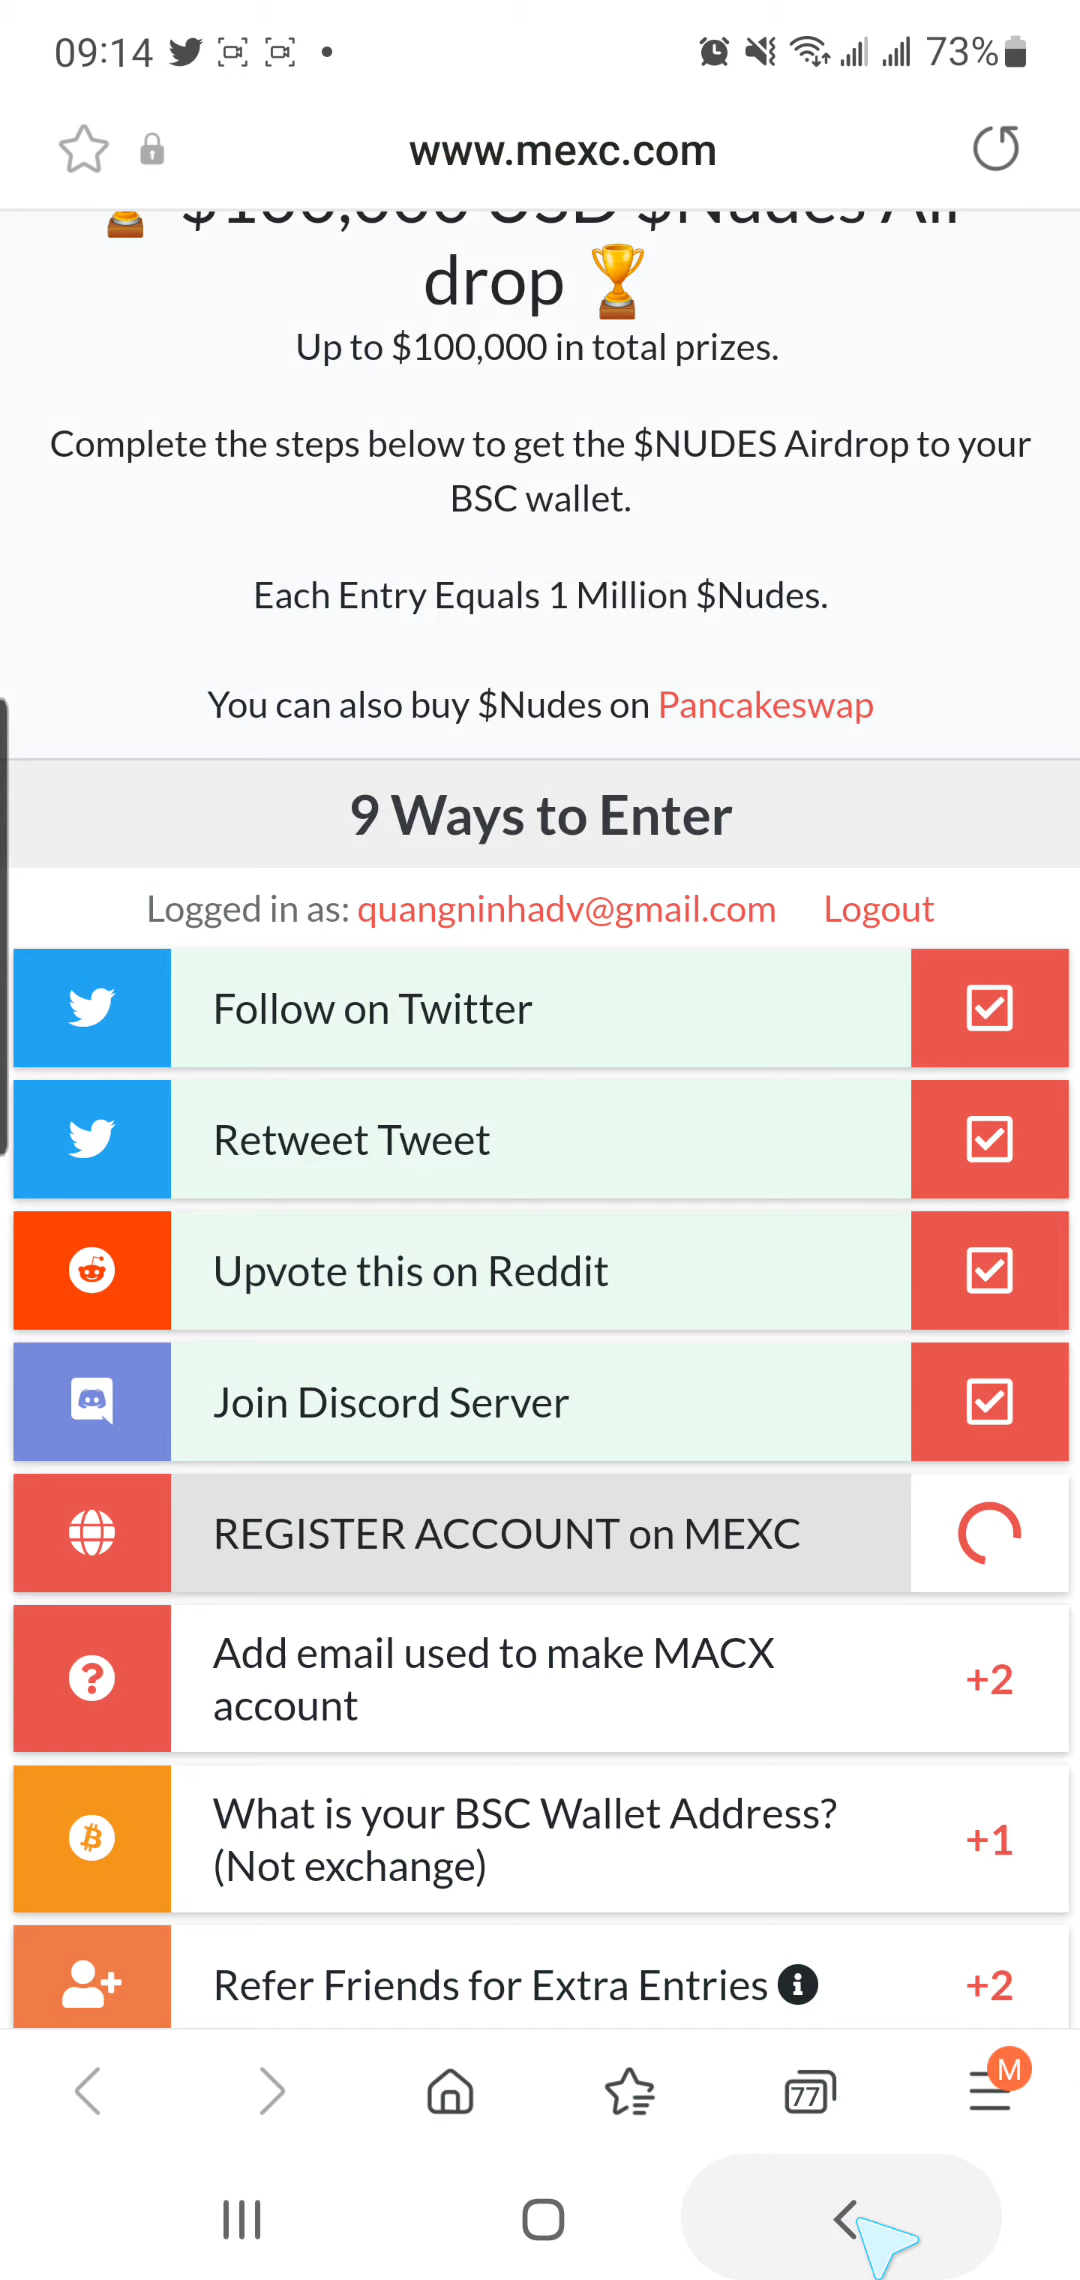 09:14
73%
www.mexc.com
drop
Up to $100,000 in total prizes.
Complete the steps below to get the $NUDES Airdrop to your
BSC wallet.
Each Entry Equals 1 Million $Nudes.
You can also buy $Nudes on Pancakeswap
9 Ways to Enter
Logged in as: quangninhadv@gmail.com Logout
Follow on Twitter
Retweet Tweet
Upvote this on Reddit
Join Discord Server
REGISTER ACCOUNT on MEXC
Add email used to make MACX
account
+2
What is your BSC Wallet Address?
(Not exchange)
+1
Refer Friends for Extra Entries
+2
77
M